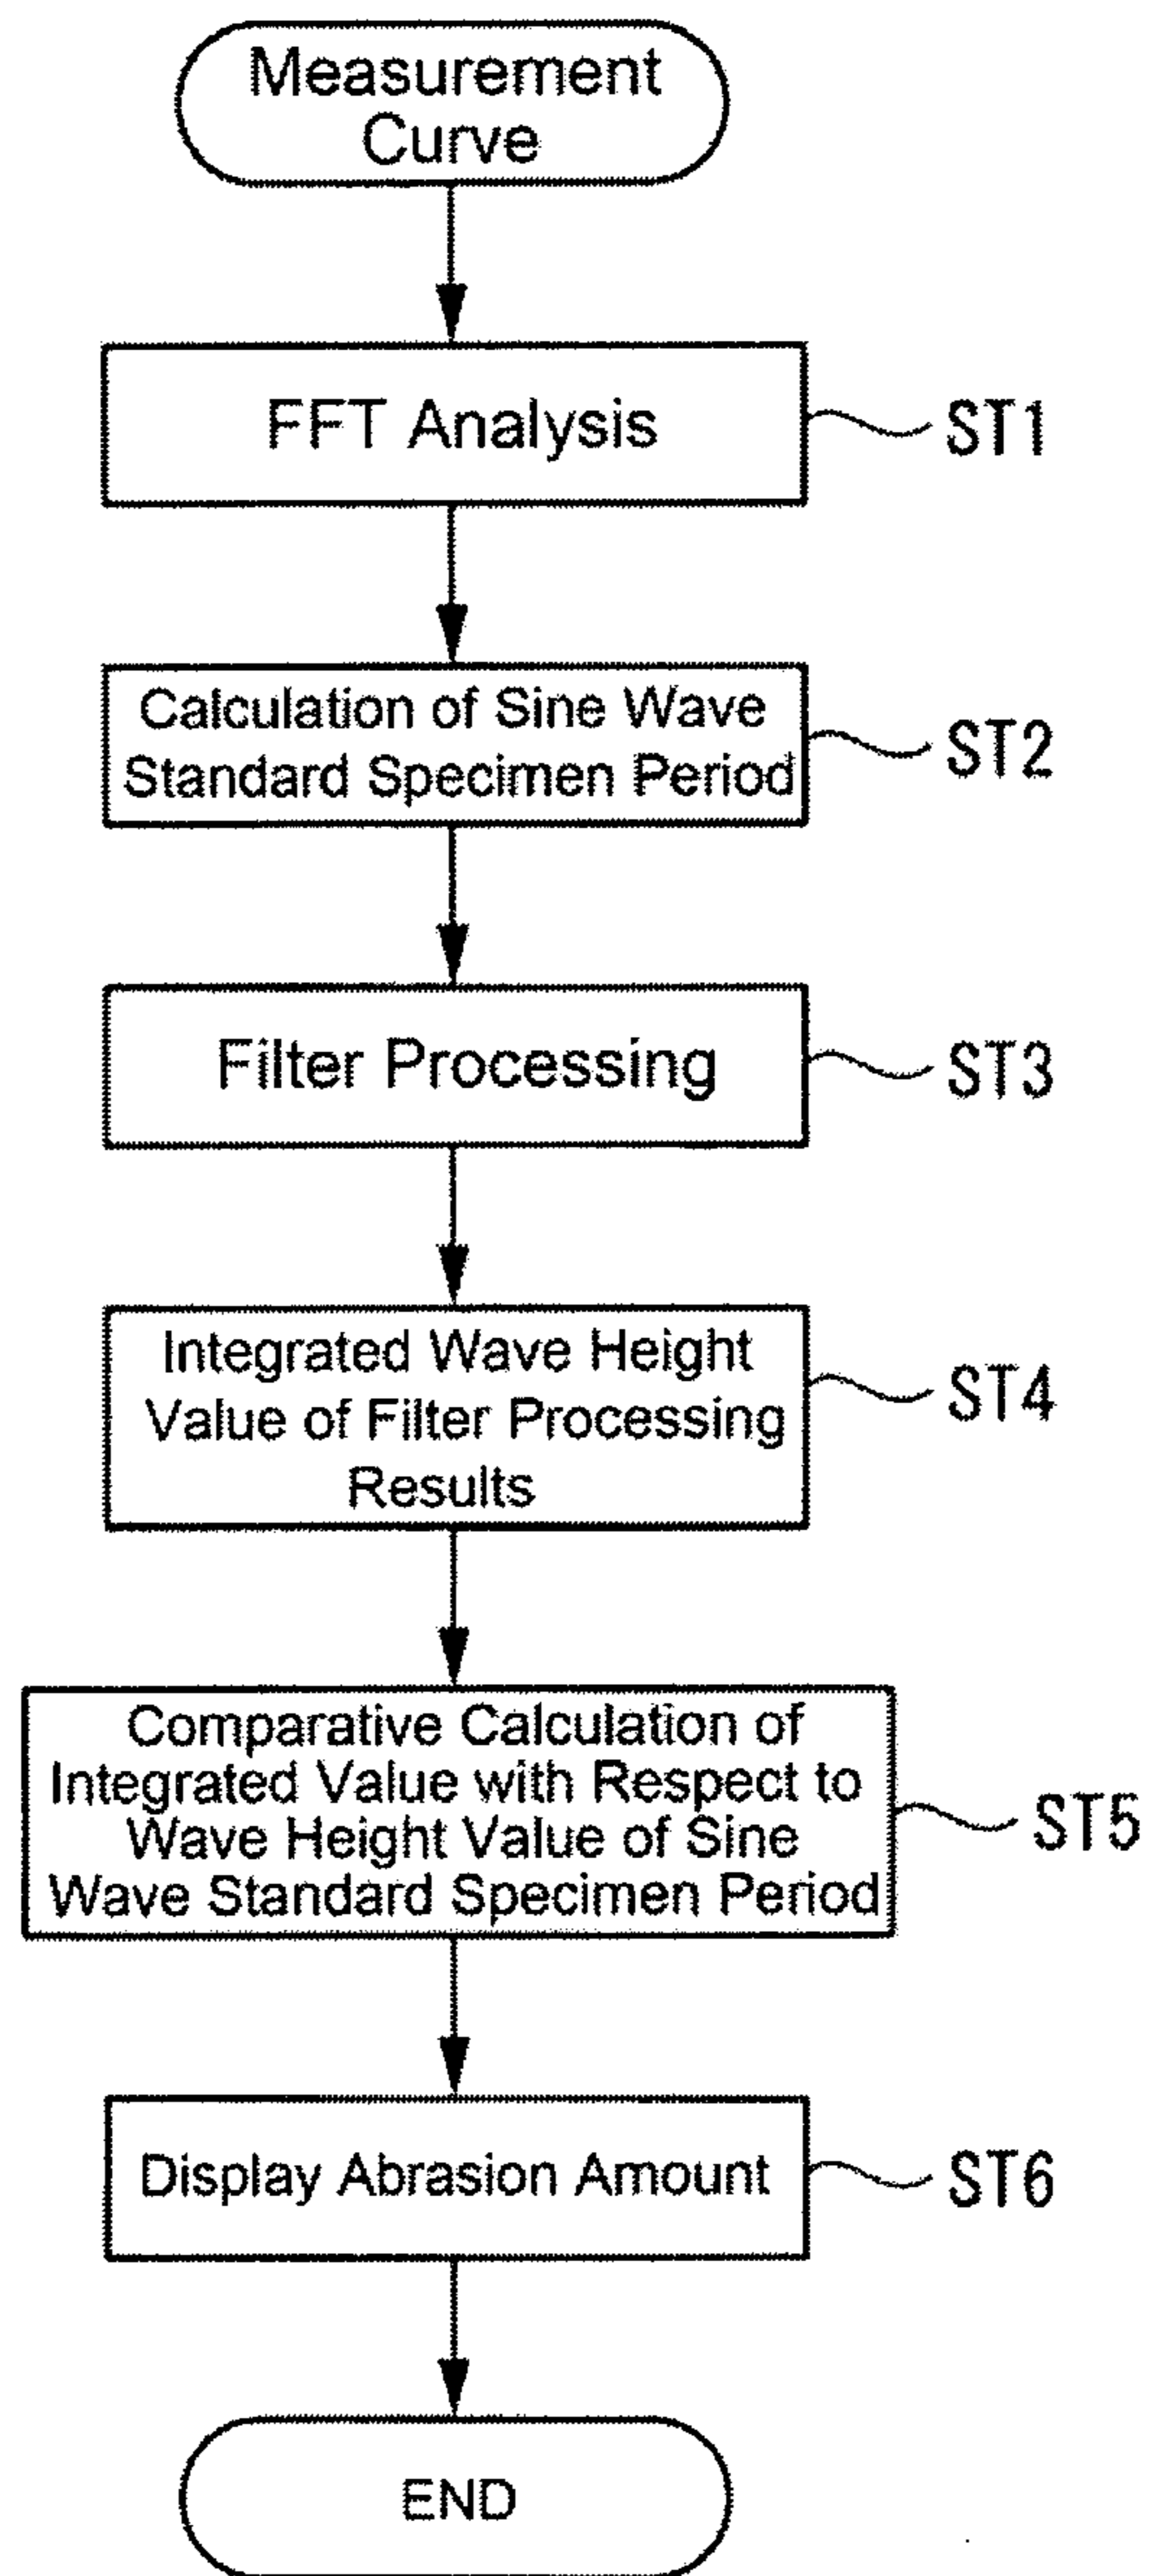 Measurement
Curve
FFT Analysis
ST1
Calculation of Sine Wave
Standard Specimen Period
ST2
Filter Processing
ST3
Integrated Wave Height
Value of Filter Processing
Results
ST4
Comparative Calculation of
Integrated Value with Respect to
Wave Height Value of Sine
Wave Standard Specimen Period
ST5
Display Abrasion Amount
ST6
END